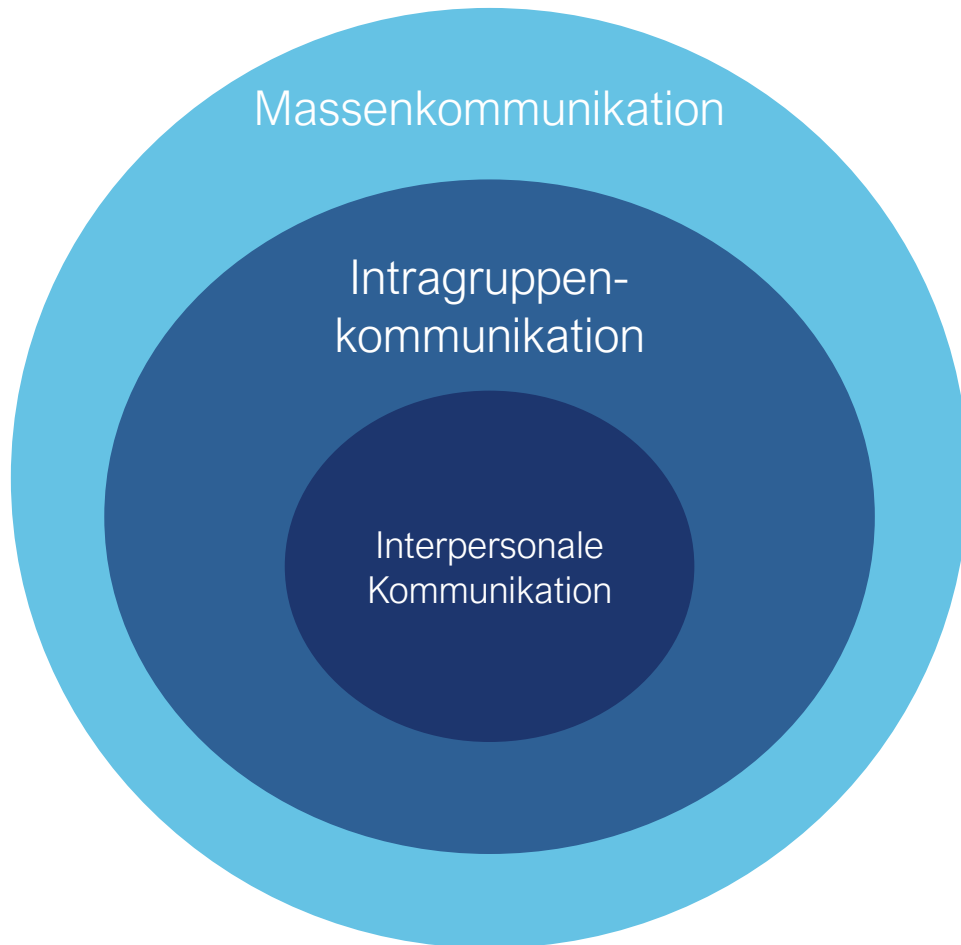 Massenkommunikation
Intragruppen-
kommunikation
Interpersonale
Kommunikation